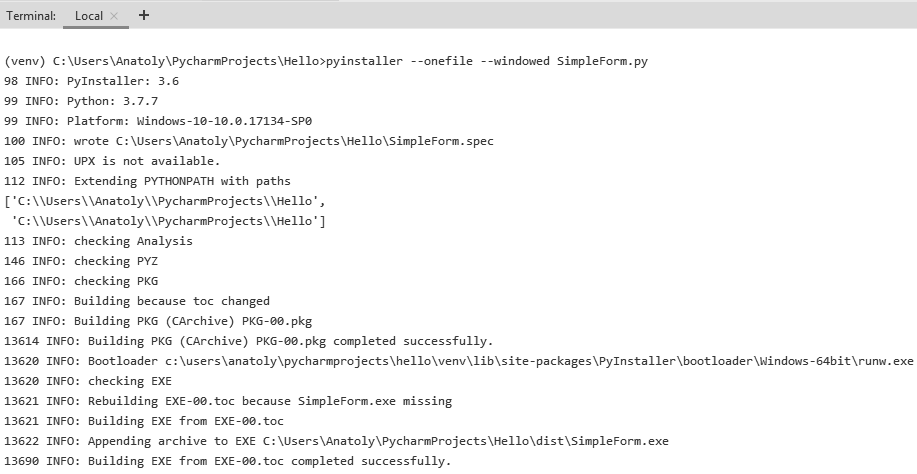 Terminal: Local × +
(venv) C:\Users\Anatoly\PycharmProjects\Hello>pyinstaller --onefile --windowed SimpleForm.py
98 INFO: PyInstaller: 3.6
99 INFO: Python: 3.7.7
99 INFO: Platform: Windows-10-10.0.17134-SP0
100 INFO: wrote C:\Users\Anatoly\PycharmProjects\Hello\SimpleForm.spec
105 INFO: UPX is not available.
112 INFO: Extending PYTHONPATH with paths
['C:\\Users\\Anatoly\\PycharmProjects\\Hello',
 'C:\\Users\\Anatoly\\PycharmProjects\\Hello']
113 INFO: checking Analysis
146 INFO: checking PYZ
166 INFO: checking PKG
167 INFO: Building because toc changed
167 INFO: Building PKG (CArchive) PKG-00.pkg
13614 INFO: Building PKG (CArchive) PKG-00.pkg completed successfully.
13620 INFO: Bootloader c:\users\anatoly\pycharmprojects\hello\venv\lib\site-packages\PyInstaller\bootloader\Windows-64bit\runw.exe
13620 INFO: checking EXE
13621 INFO: Rebuilding EXE-00.toc because SimpleForm.exe missing
13621 INFO: Building EXE from EXE-00.toc
13622 INFO: Appending archive to EXE C:\Users\Anatoly\PycharmProjects\Hello\dist\SimpleForm.exe
13690 INFO: Building EXE from EXE-00.toc completed successfully.